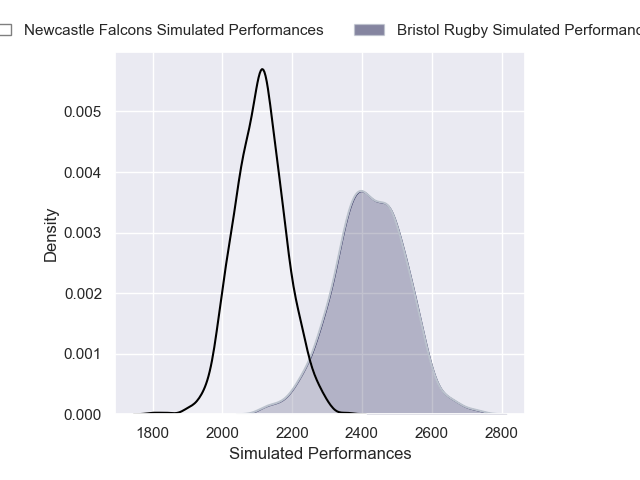 Newcastle Falcons Simulated Performances
Bristol Rugby Simulated
0.005
0.004
0.003
0.002
0.001
0.000
Density
1800 2000 2200 2400 2600 2800
Simulated Performances